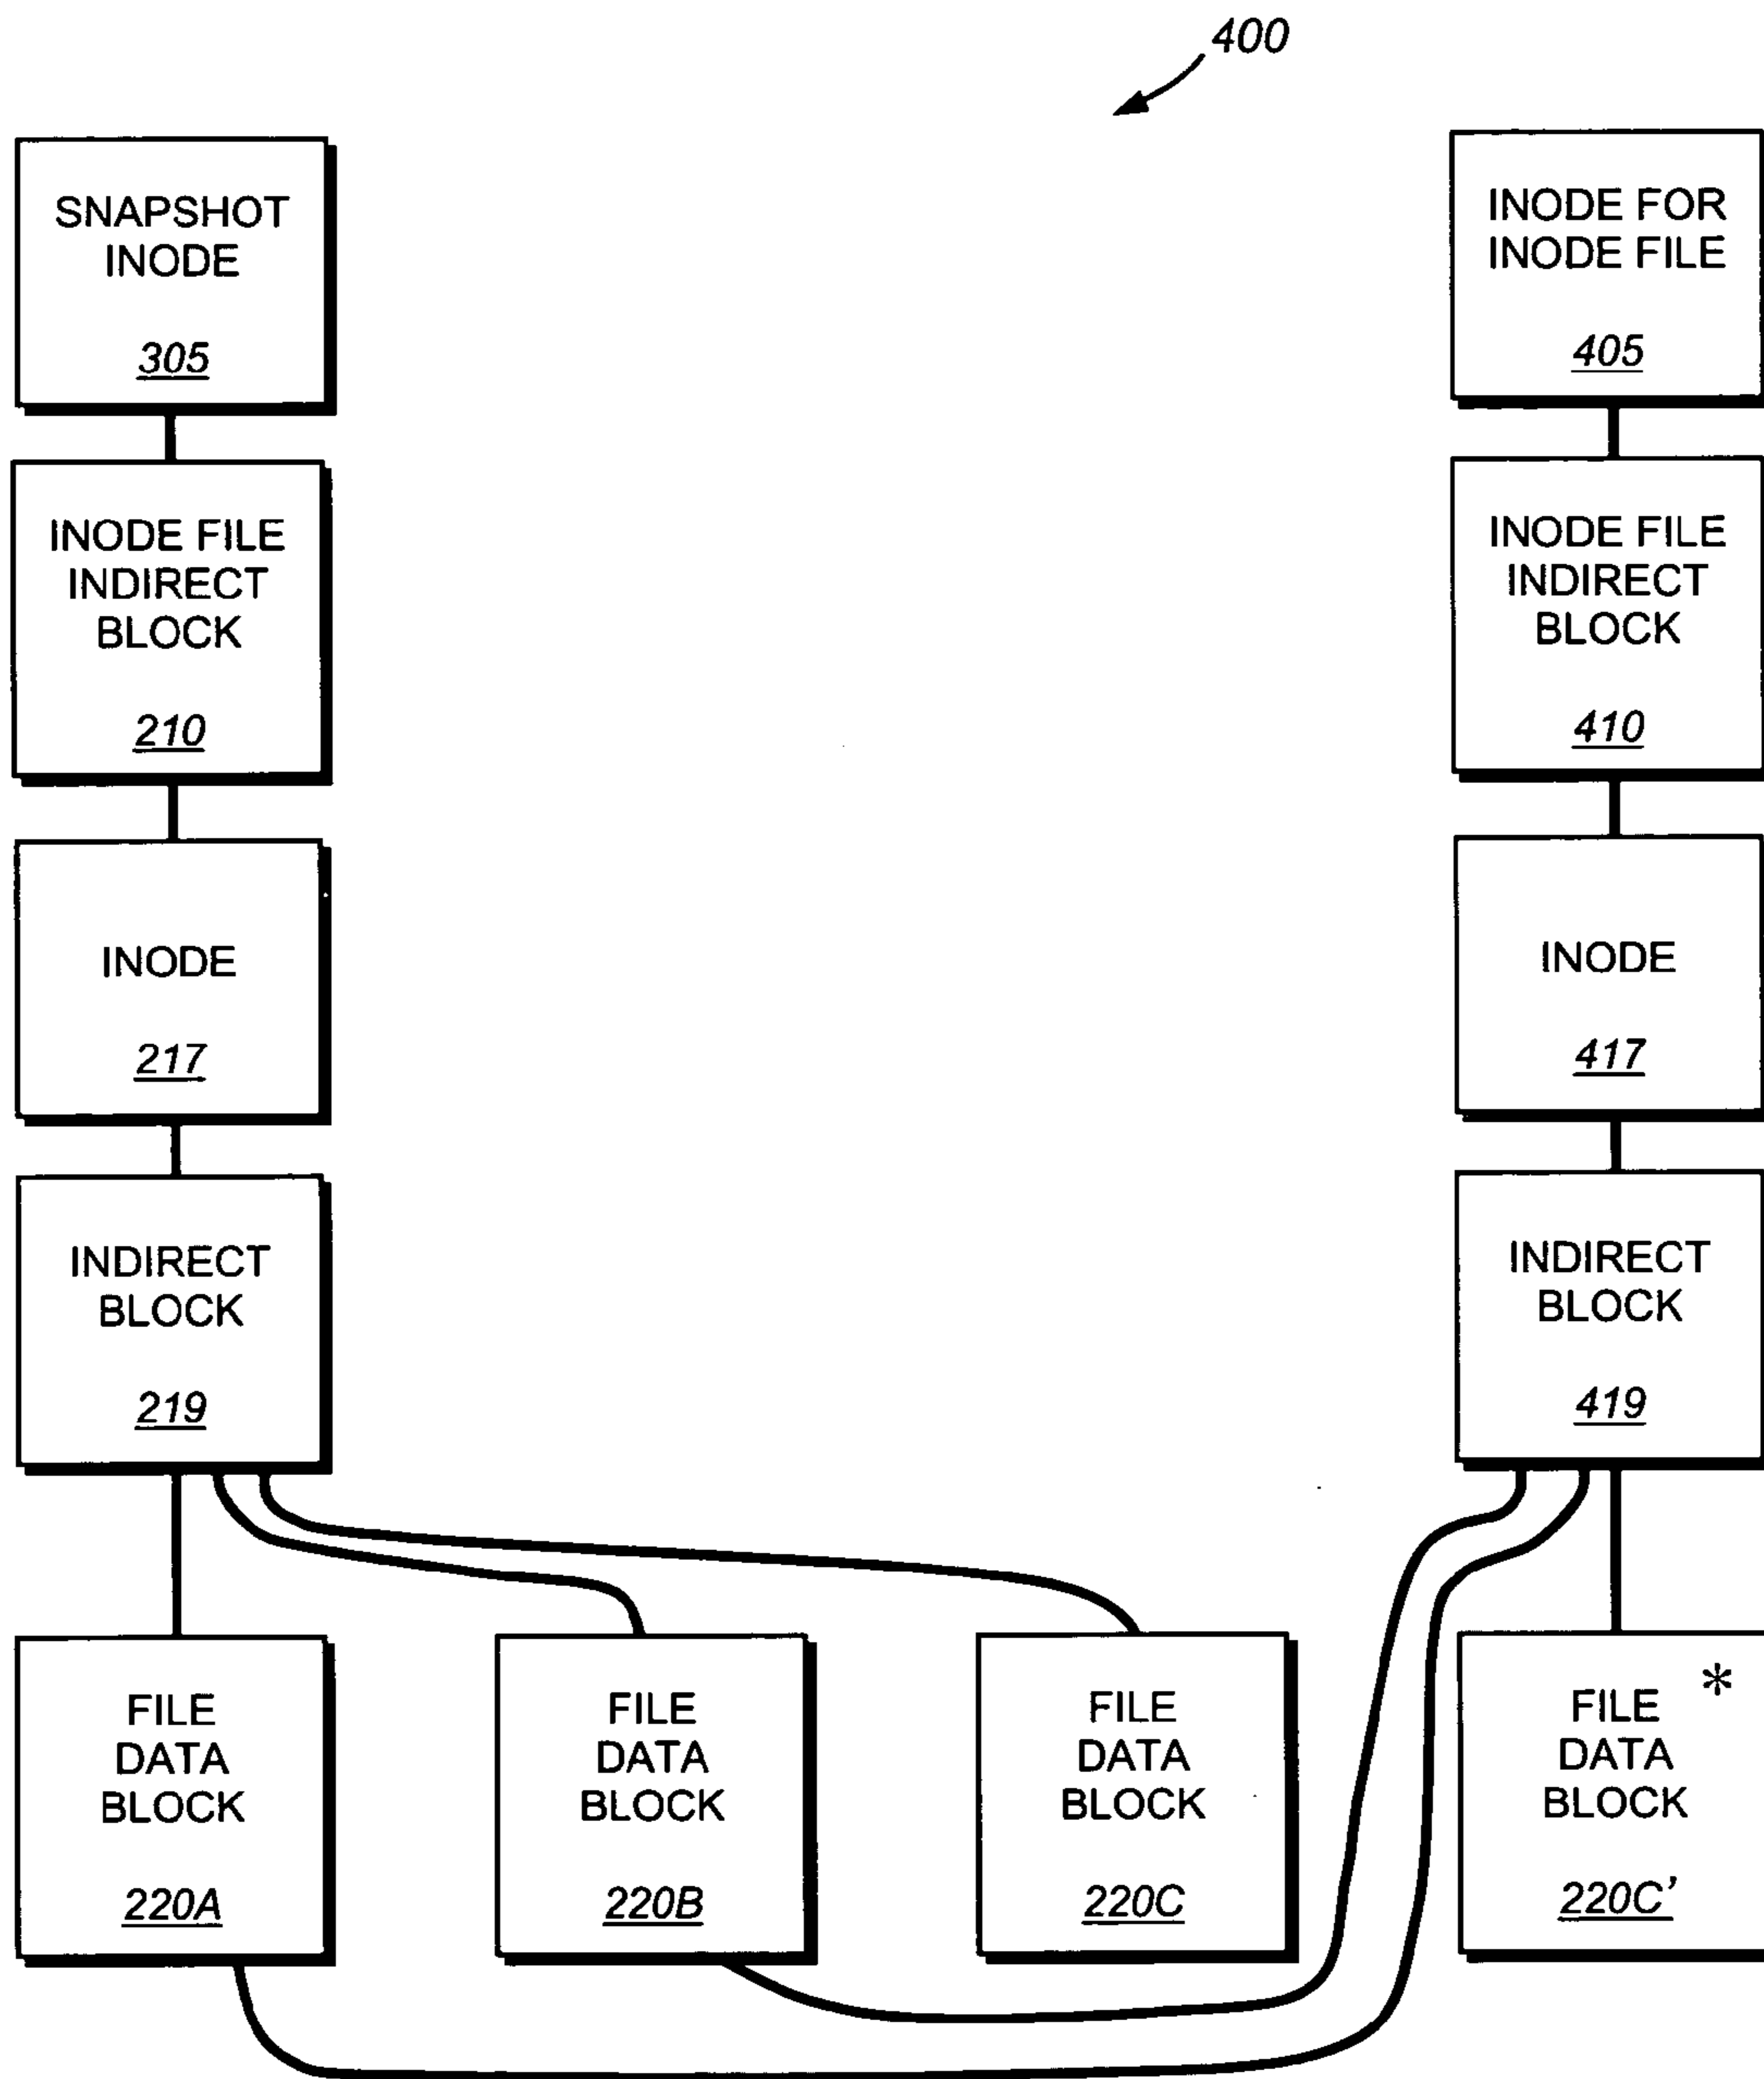 400
SNAPSHOT
INODE
305
INODE FOR
INODE FILE
405
INODE FILE
INDIRECT
BLOCK
210
INODE FILE
INDIRECT
BLOCK
410
INODE
217
INODE
417
INDIRECT
BLOCK
219
INDIRECT
BLOCK
419
FILE
DATA
BLOCK
220A
FILE
DATA
BLOCK
220B
FILE
DATA
BLOCK
220C
FILE *
DATA
BLOCK
220C’